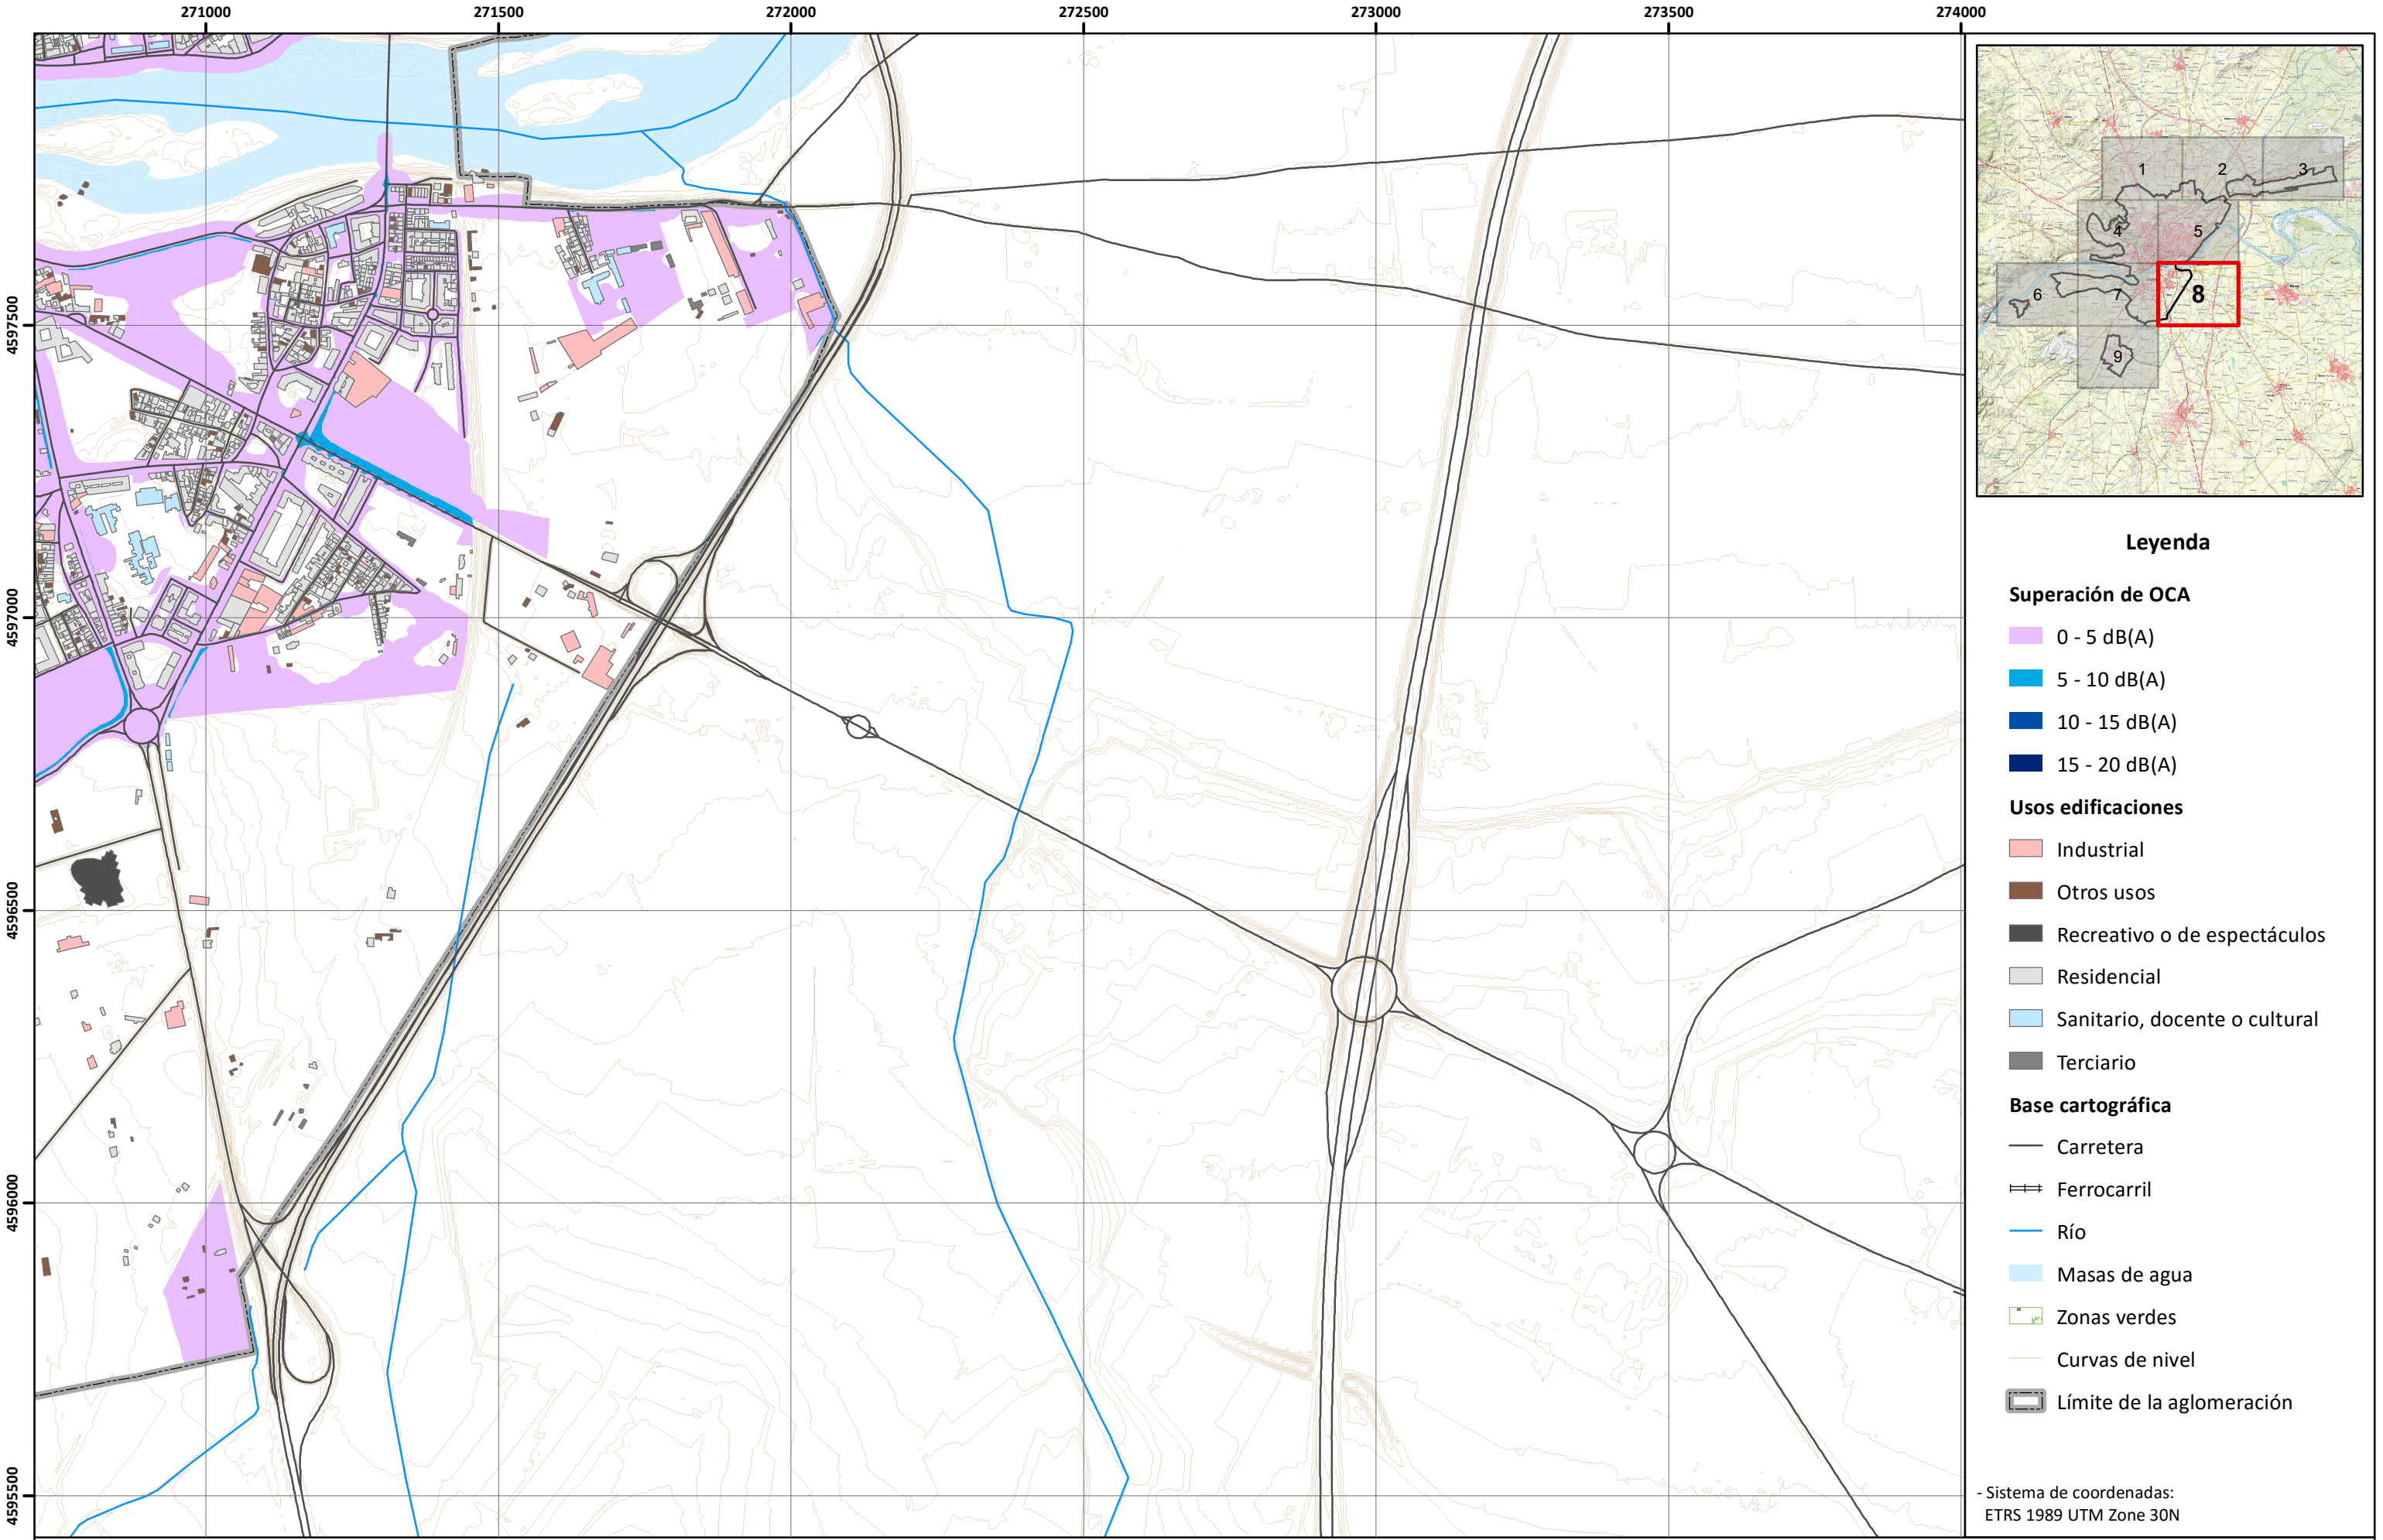 271000 271500 272000 272500 273000 273500 274000
4597500
4597000
4596500
4596000
4595500
1 2 3
4 5
6 7 8
9
Leyenda
Superación de OCA
0 - 5 dB(A)
5 - 10 dB(A)
10 - 15 dB(A)
15 - 20 dB(A)
Usos edificaciones
Industrial
Otros usos
Recreativo o de espectáculos
Residencial
Sanitario, docente o cultural
Terciario
Base cartográfica
Carretera
Ferrocarril
Río
Masas de agua
Zonas verdes
Curvas de nivel
Límite de la aglomeración
- Sistema de coordenadas:
ETRS 1989 UTM Zone 30N